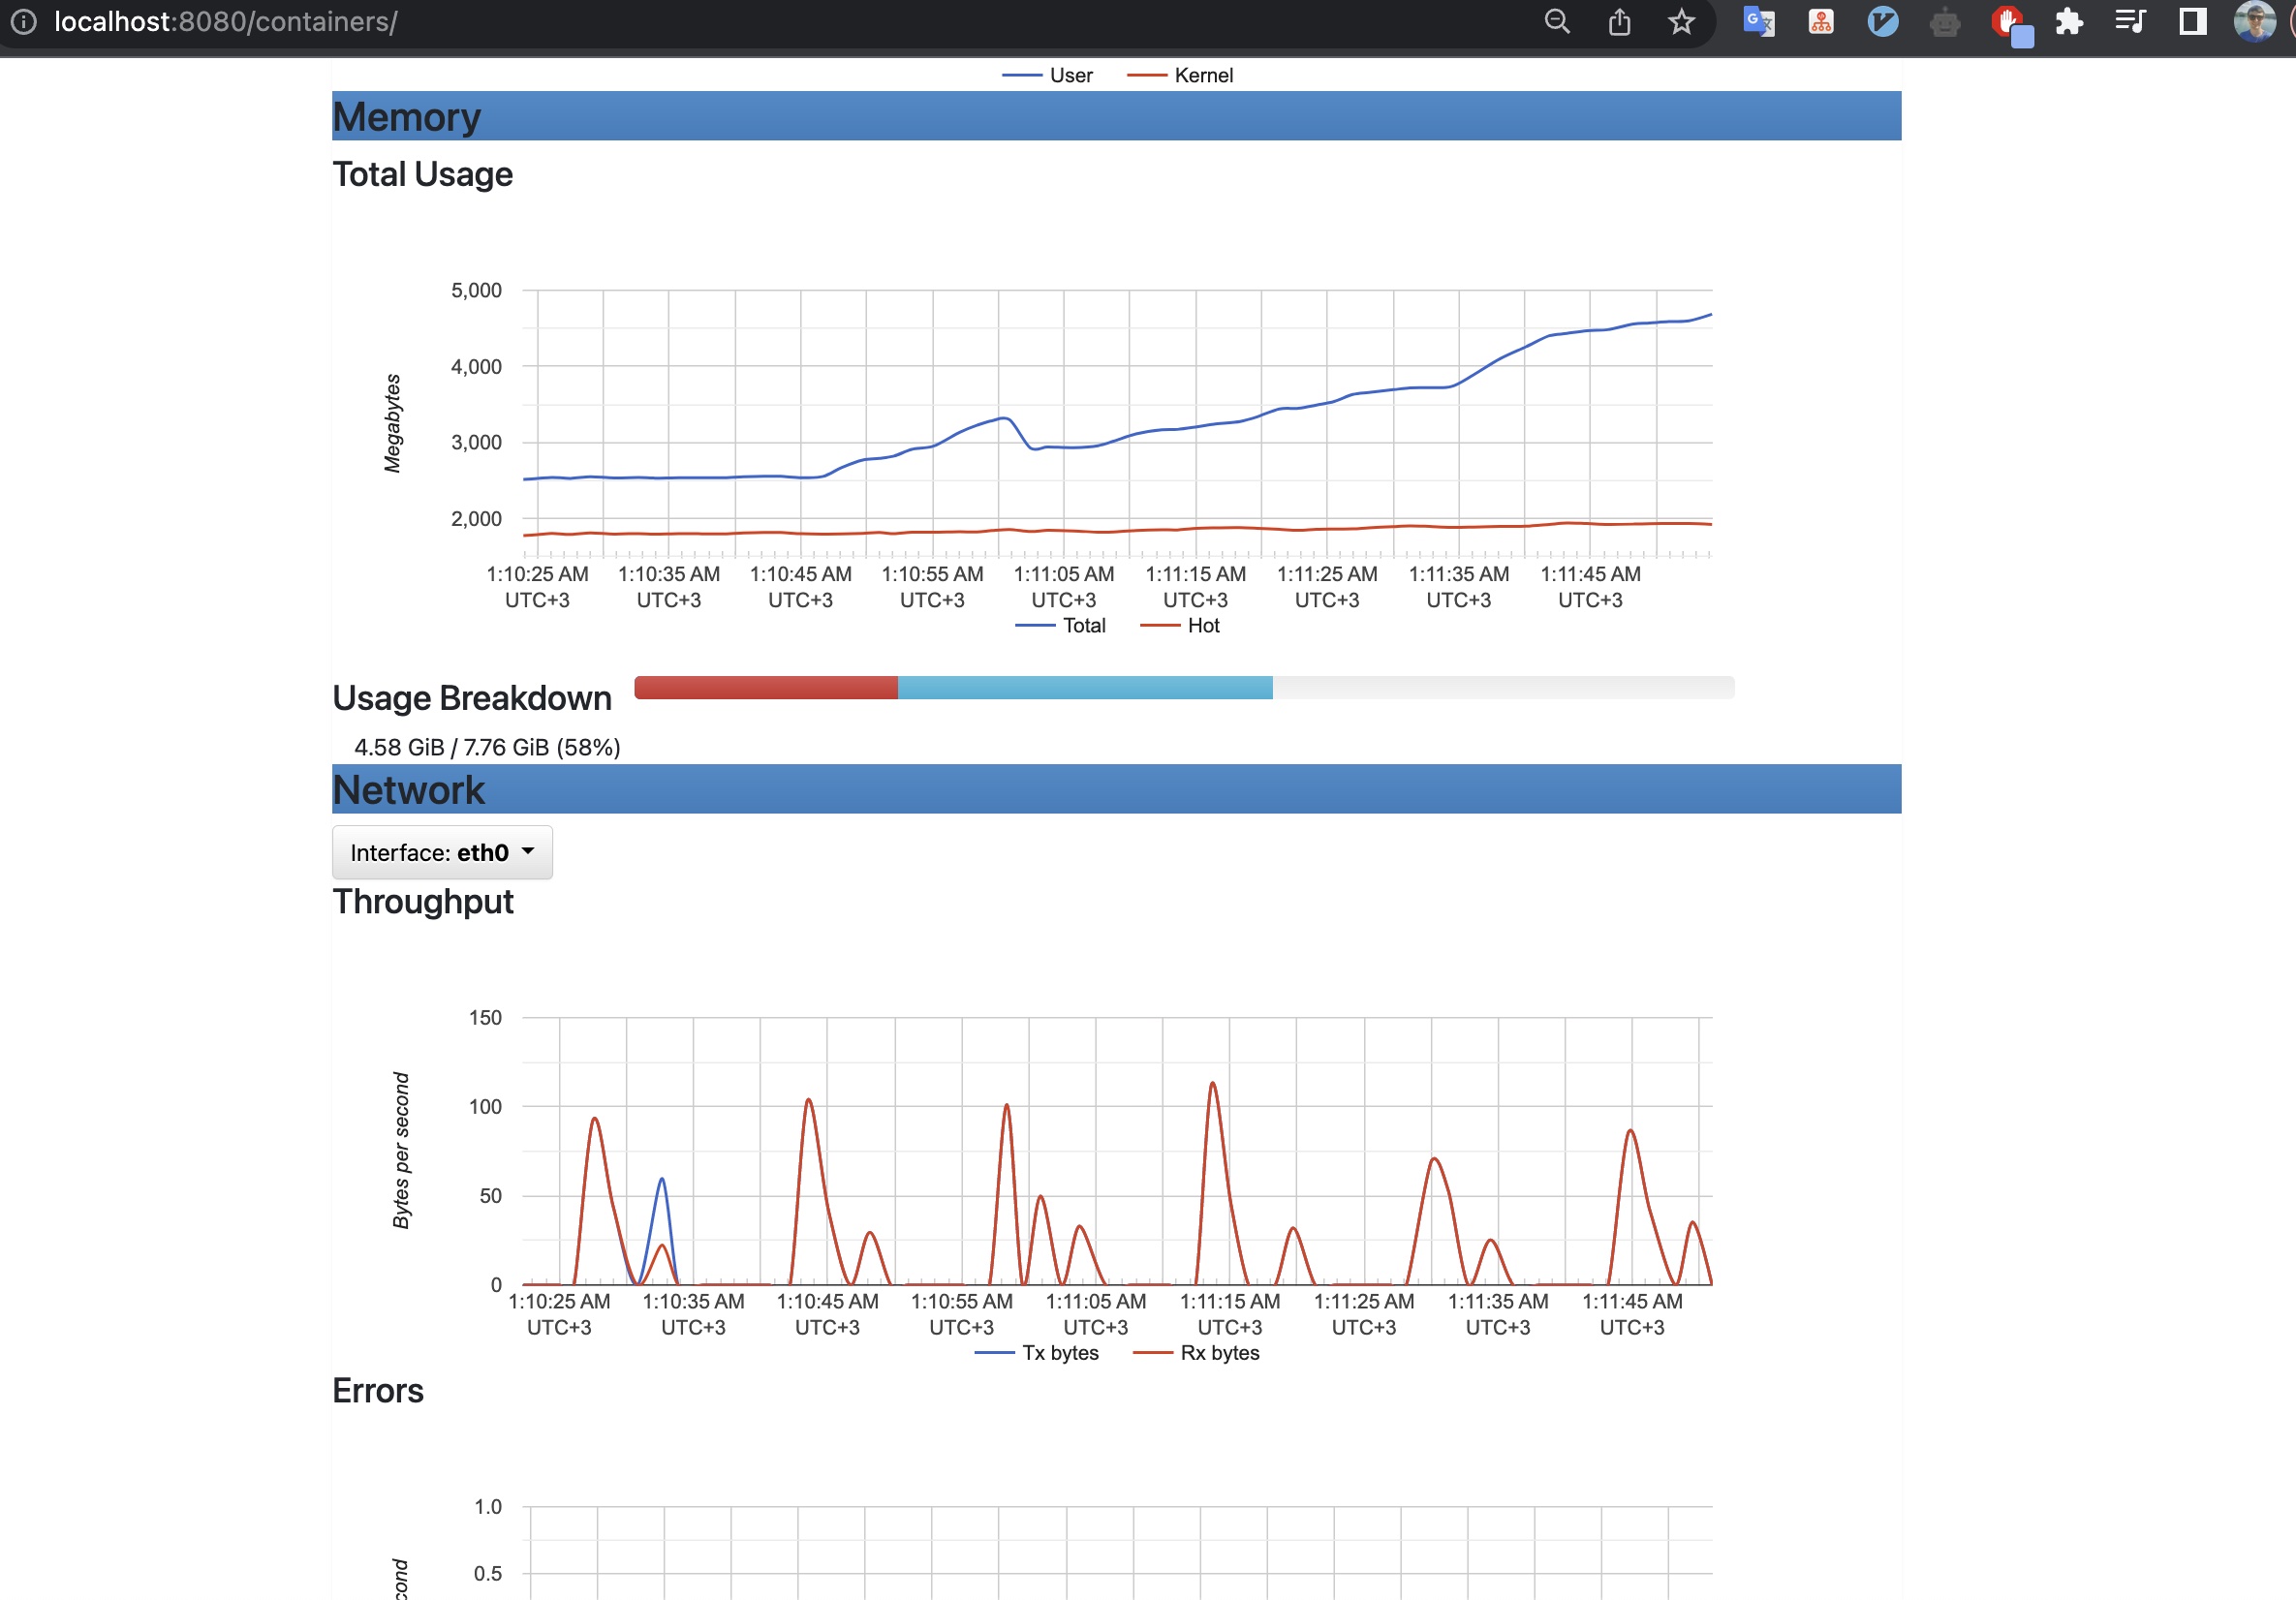 localhost:8080/containers/
User Kernel
Memory
Total Usage
5,000
4,000
3,000
2,000
Megabytes
1:10:25 AM 1:10:35 AM 1:10:45 AM 1:10:55 AM 1:11:05 AM 1:11:15 AM 1:11:25 AM 1:11:35 AM 1:11:45 AM
UTC+3 UTC+3 UTC+3 UTC+3 UTC+3 UTC+3 UTC+3 UTC+3 UTC+3
Total Hot
Usage Breakdown
4.58 GiB / 7.76 GiB (58%)
Network
Interface: eth0
Throughput
150
100
50
0
Bytes per second
1:10:25 AM 1:10:35 AM 1:10:45 AM 1:10:55 AM 1:11:05 AM 1:11:15 AM 1:11:25 AM 1:11:35 AM 1:11:45 AM
UTC+3 UTC+3 UTC+3 UTC+3 UTC+3 UTC+3 UTC+3 UTC+3 UTC+3
Tx bytes Rx bytes
Errors
1.0
0.5
cond